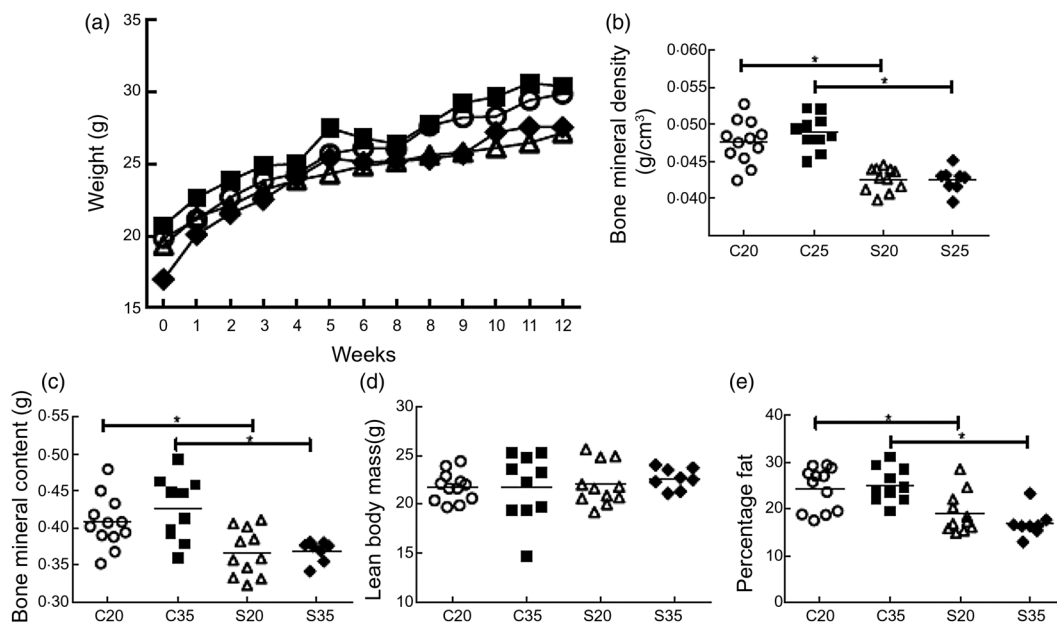 (a)
35
30
25
20
15
Weight (g)
0 1 2 3 4 5 6 8 8 9 10 11 12
Weeks
(b)
0·060
0·055
0·050
0·045
0·040
Bone mineral density
(g/cm³)
*
*
C20 C25 S20 S25
(c)
0·55
0·50
0·45
0·40
0·35
0·30
Bone mineral content (g)
*
*
C20 C35 S20 S35
(d)
30
25
20
15
10
Lean body mass(g)
C20 C35 S20 S35
(e)
40
30
20
10
0
Percentage fat
*
*
C20 C35 S20 S35